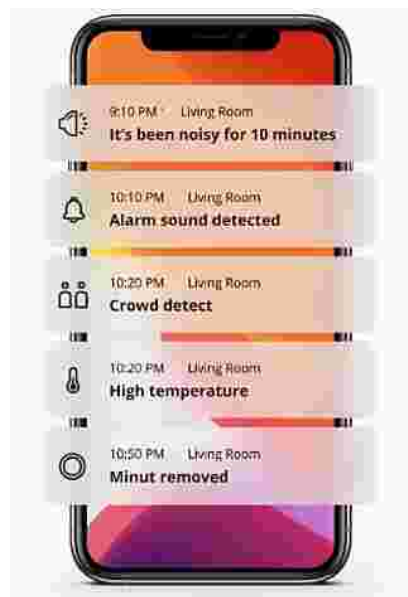 9:10 PM Living Room
It's been noisy for 10 minutes
10:10 PM Living Room
Alarm sound detected
10:20 PM Living Room
Crowd detect
10:20 PM Living Room
High temperature
10:50 PM Living Room
Minut removed